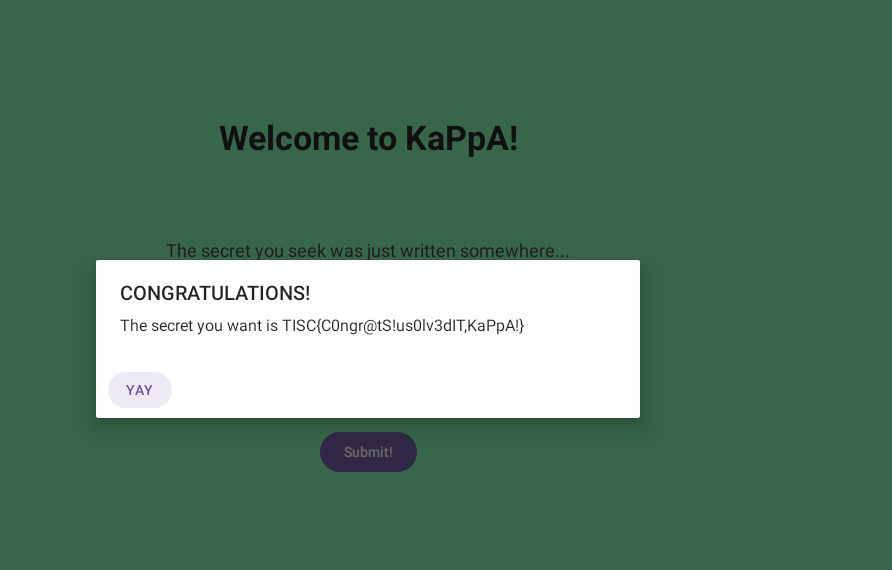 Welcome to KaPpA!
The secret you seek was just written somewhere...
CONGRATULATIONS!
The secret you want is TISC{C0ngr@tS!us0lv3dIT,KaPpA!}
YAY
Submit!